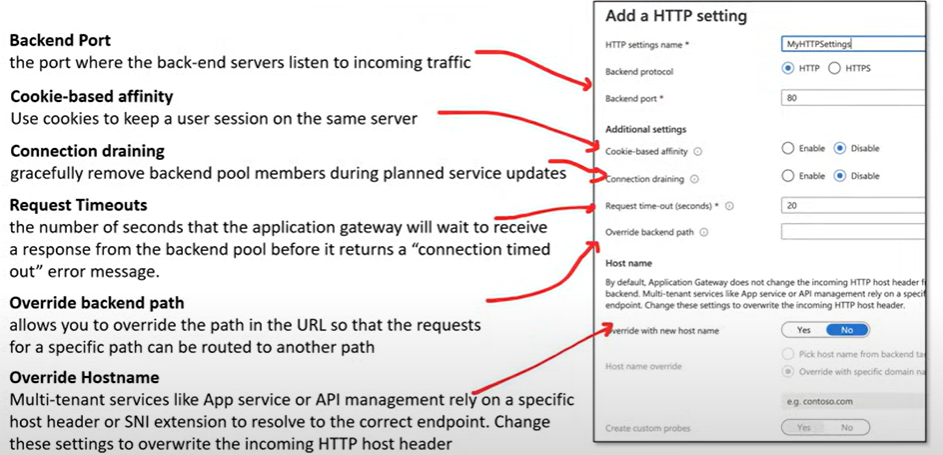 Backend Port
the port where the back-end servers listen to incoming traffic
Cookie-based affinity
Use cookies to keep a user session on the same server
Connection draining
gracefully remove backend pool members during planned service updates
Request Timeouts
the number of seconds that the application gateway will wait to receive
a response from the backend pool before it returns a “connection timed
out” error message.
Override backend path
allows you to override the path in the URL so that the requests
for a specific path can be routed to another path
Override Hostname
Multi-tenant services like App service or API management rely on a specific
host header or SNI extension to resolve to the correct endpoint. Change
these settings to overwrite the incoming HTTP host header
Add a HTTP setting
HTTP settings name * MyHTTPSettings
Backend protocol HTTP HTTPS
Backend port * 80
Additional settings
Cookie-based affinity Enable Disable
Connection draining Enable Disable
Request time-out (seconds) * 20
Override backend path
Host name
By default, Application Gateway does not change the incoming HTTP host header
backend. Multi-tenant services like App service or API management rely on a
endpoint. Change these settings to overwrite the incoming HTTP host header.
Override with new host name Yes No
Pick host name from backend
Host name override
Override with specific domain
e.g. contoso.com
Create custom probes Yes No